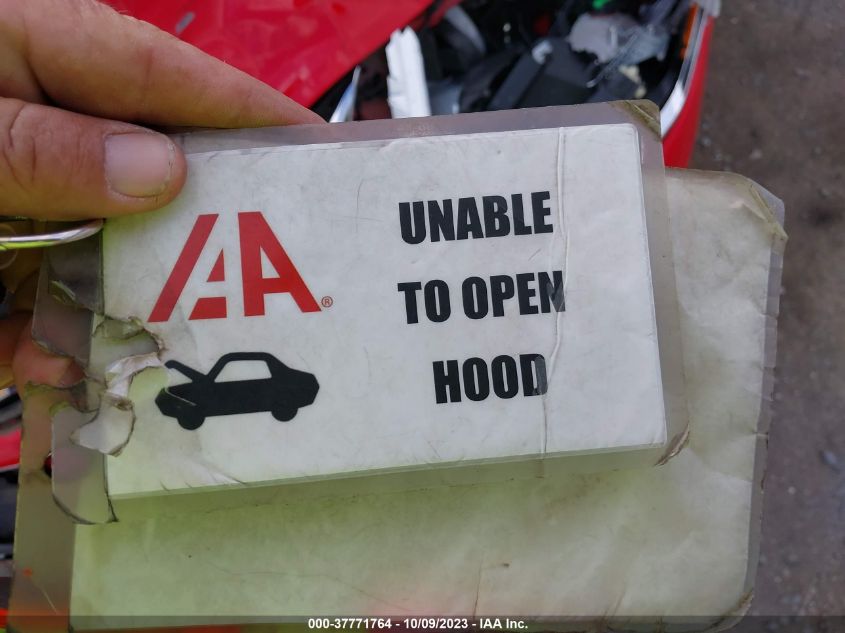 IAA®
UNABLE
TO OPEN
HOOD
000-37771764 - 10/09/2023 - IAA Inc.